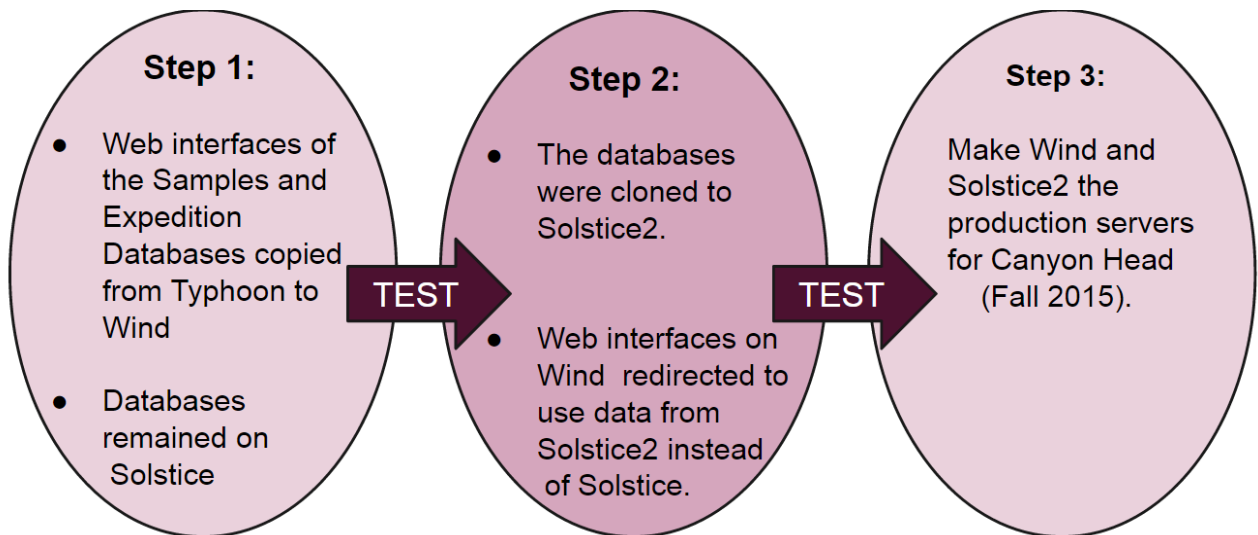 Step 1:
● Web interfaces of
the Samples and
Expedition
Databases copied
from Typhoon to
Wind
● Databases
remained on
Solstice
TEST
Step 2:
● The databases
were cloned to
Solstice2.
● Web interfaces on
Wind redirected to
use data from
Solstice2 instead
of Solstice.
TEST
Step 3:
Make Wind and
Solstice2 the
production servers
for Canyon Head
(Fall 2015).